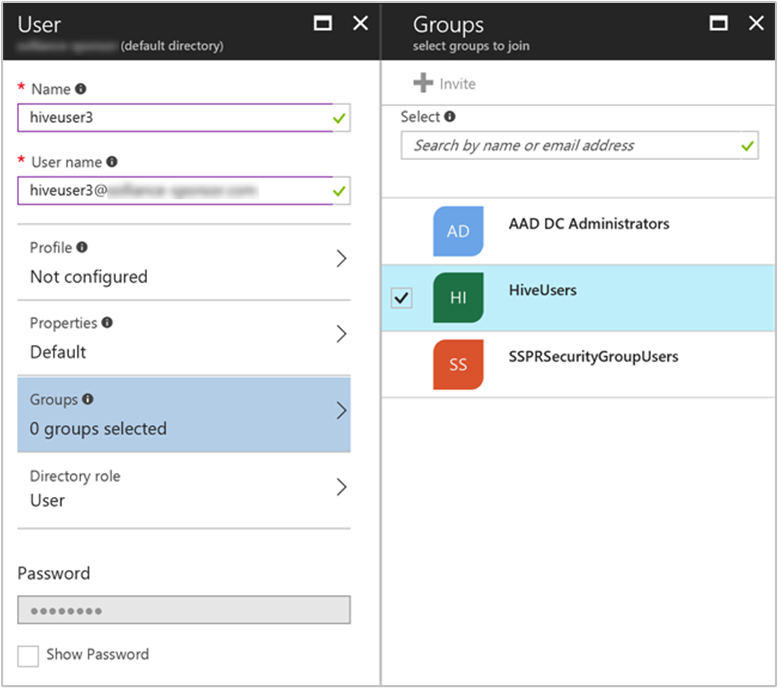 User
(default directory)
* Name
hiveuser3
* User name
hiveuser3@
Profile
Not configured
Properties
Default
Groups
0 groups selected
Directory role
User
Password
Show Password
Groups
select groups to join
Invite
Select
Search by name or email address
AD
AAD DC Administrators
HI
HiveUsers
SS
SSPRSecurityGroupUsers